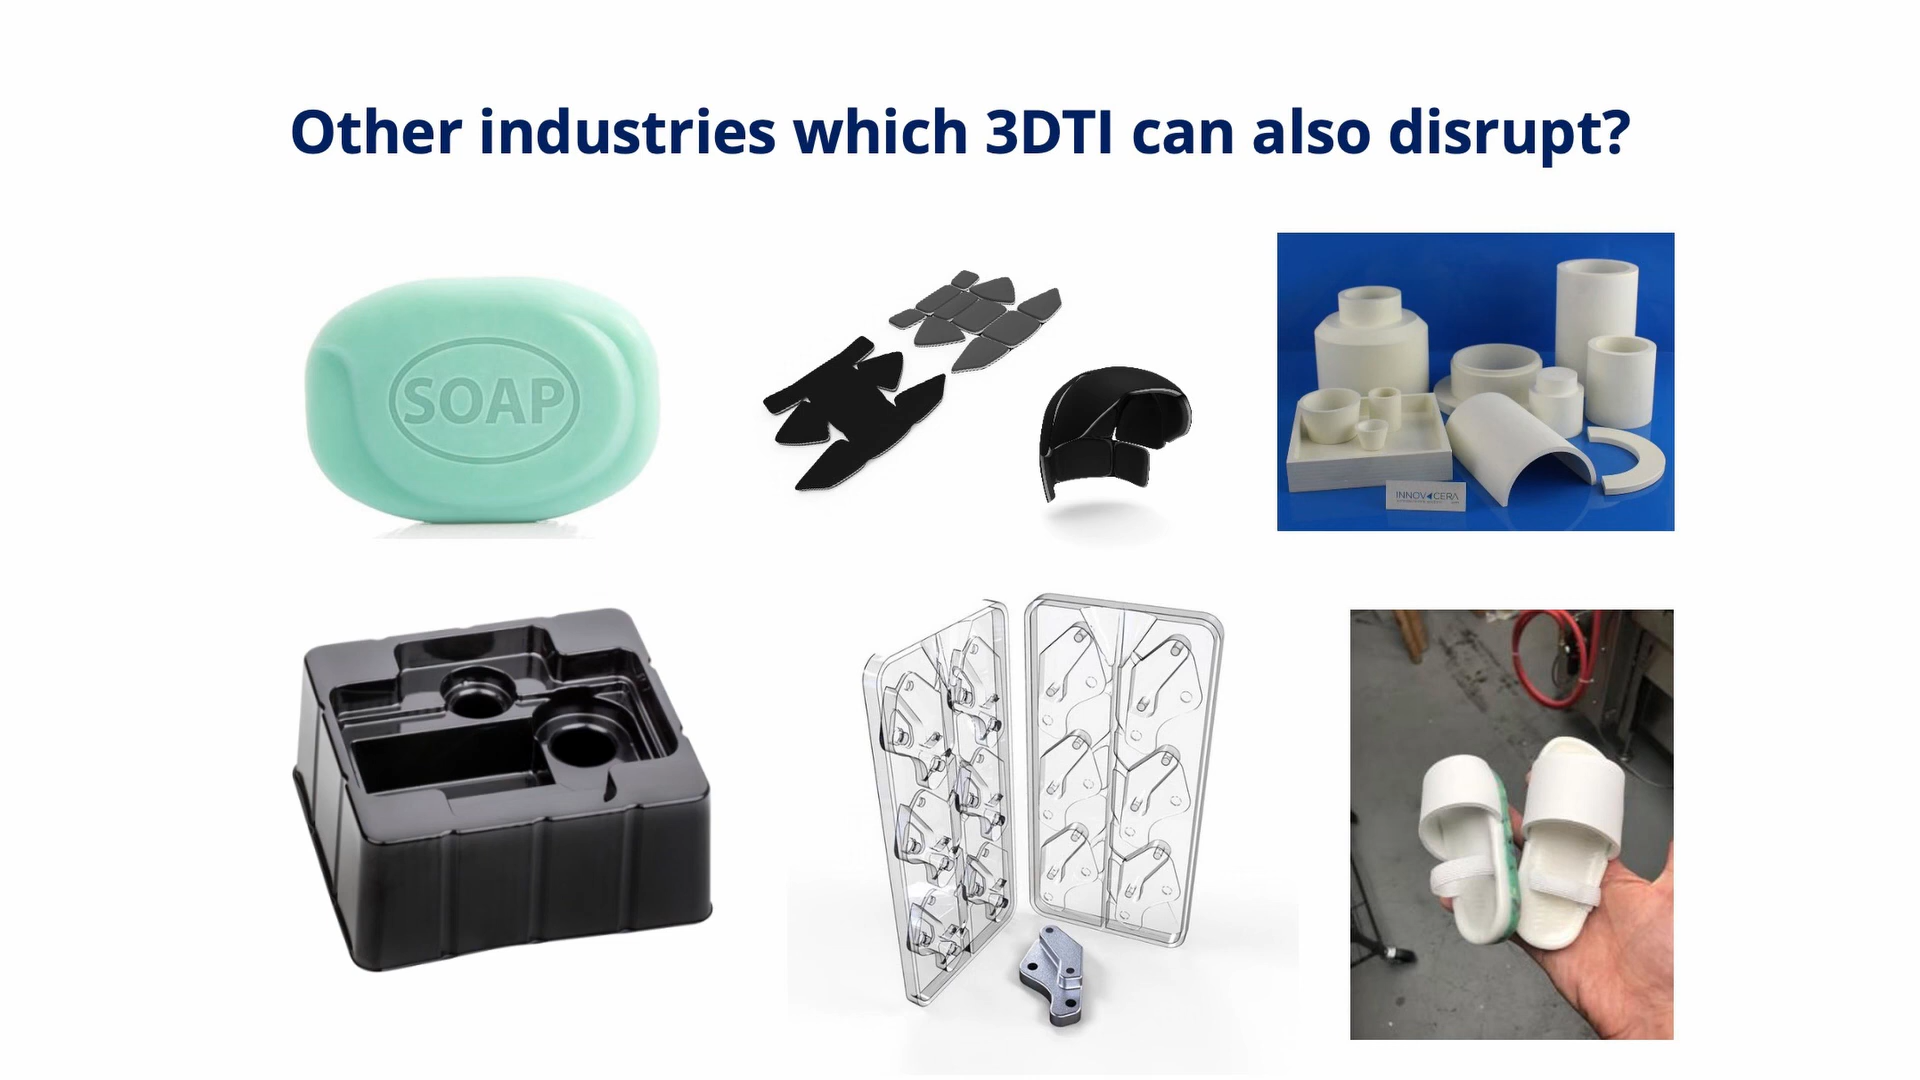 Other industries which 3DTI can also disrupt?
SOAP
INNOVACERA